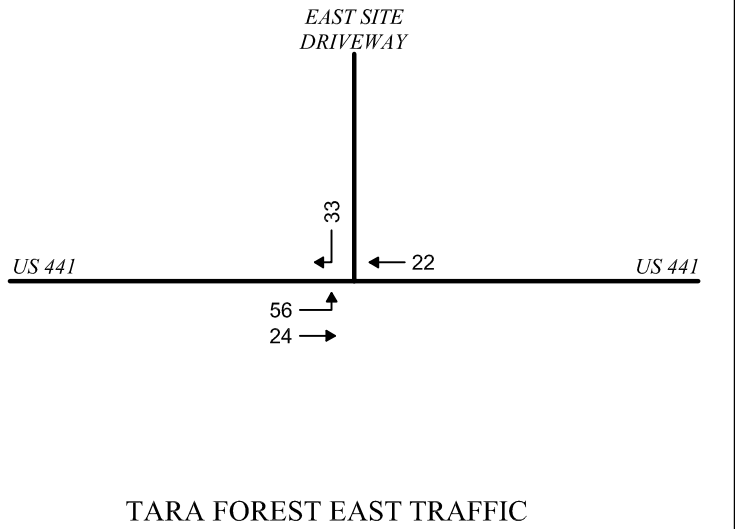 EAST SITE
DRIVEWAY
33
US 441
22
US 441
56
24
TARA FOREST EAST TRAFFIC